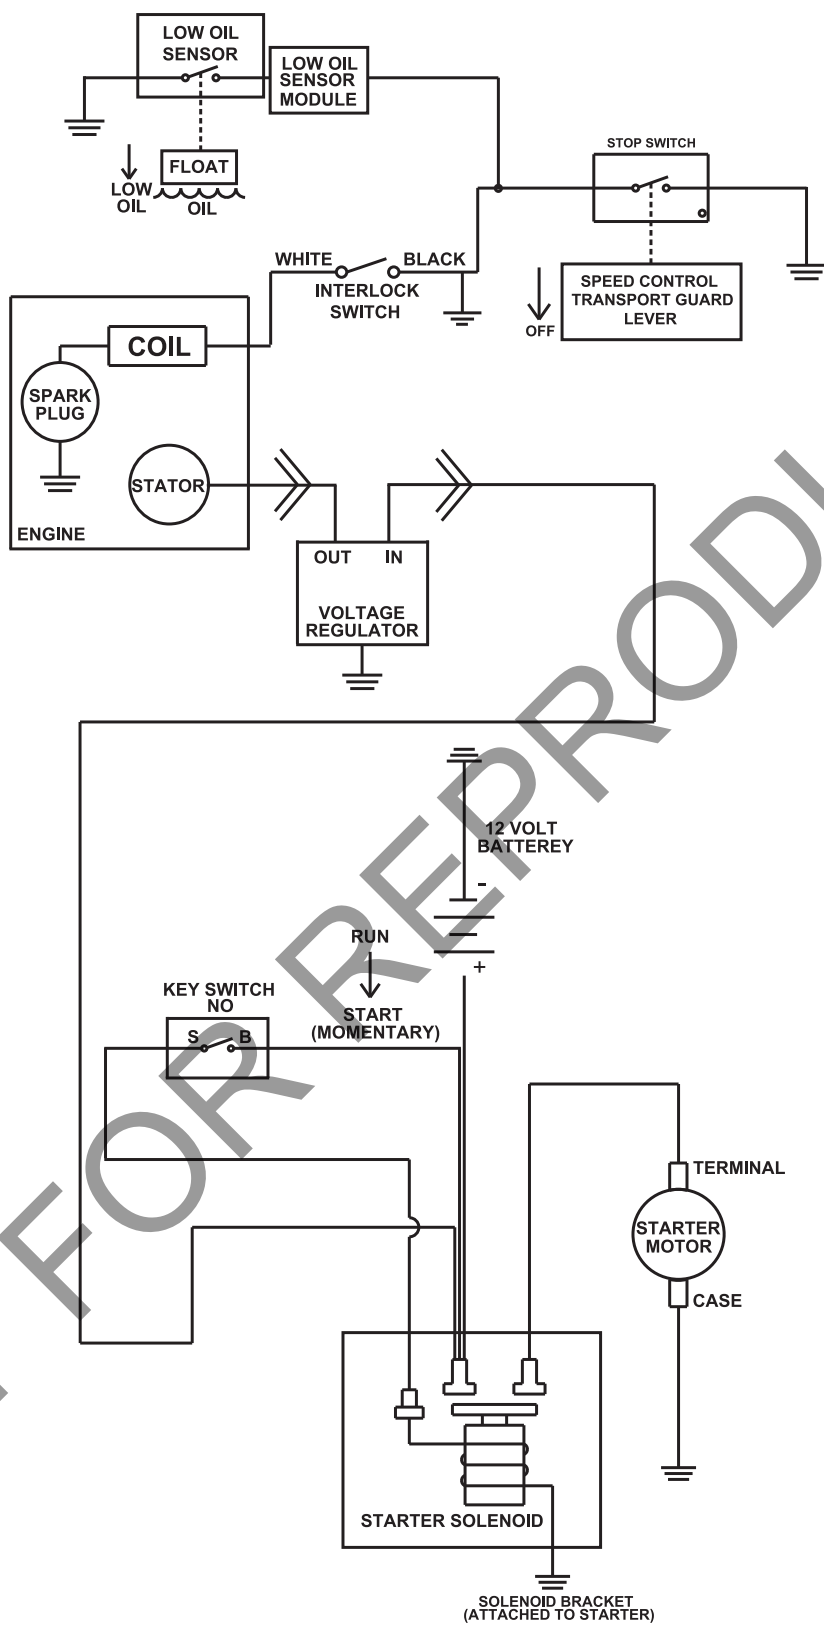 LOW OIL
SENSOR
LOW OIL
SENSOR
MODULE
STOP SWITCH
FLOAT
LOW
OIL
OIL
WHITE
BLACK
INTERLOCK
SWITCH
SPEED CONTROL
TRANSPORT GUARD
LEVER
OFF
COIL
SPARK
PLUG
STATOR
ENGINE
OUT
IN
VOLTAGE
REGULATOR
12 VOLT
BATTEREY
-
+
RUN
START
(MOMENTARY)
KEY SWITCH
NO
S
B
TERMINAL
STARTER
MOTOR
CASE
STARTER SOLENOID
SOLENOID BRACKET
(ATTACHED TO STARTER)
FOR REPROD